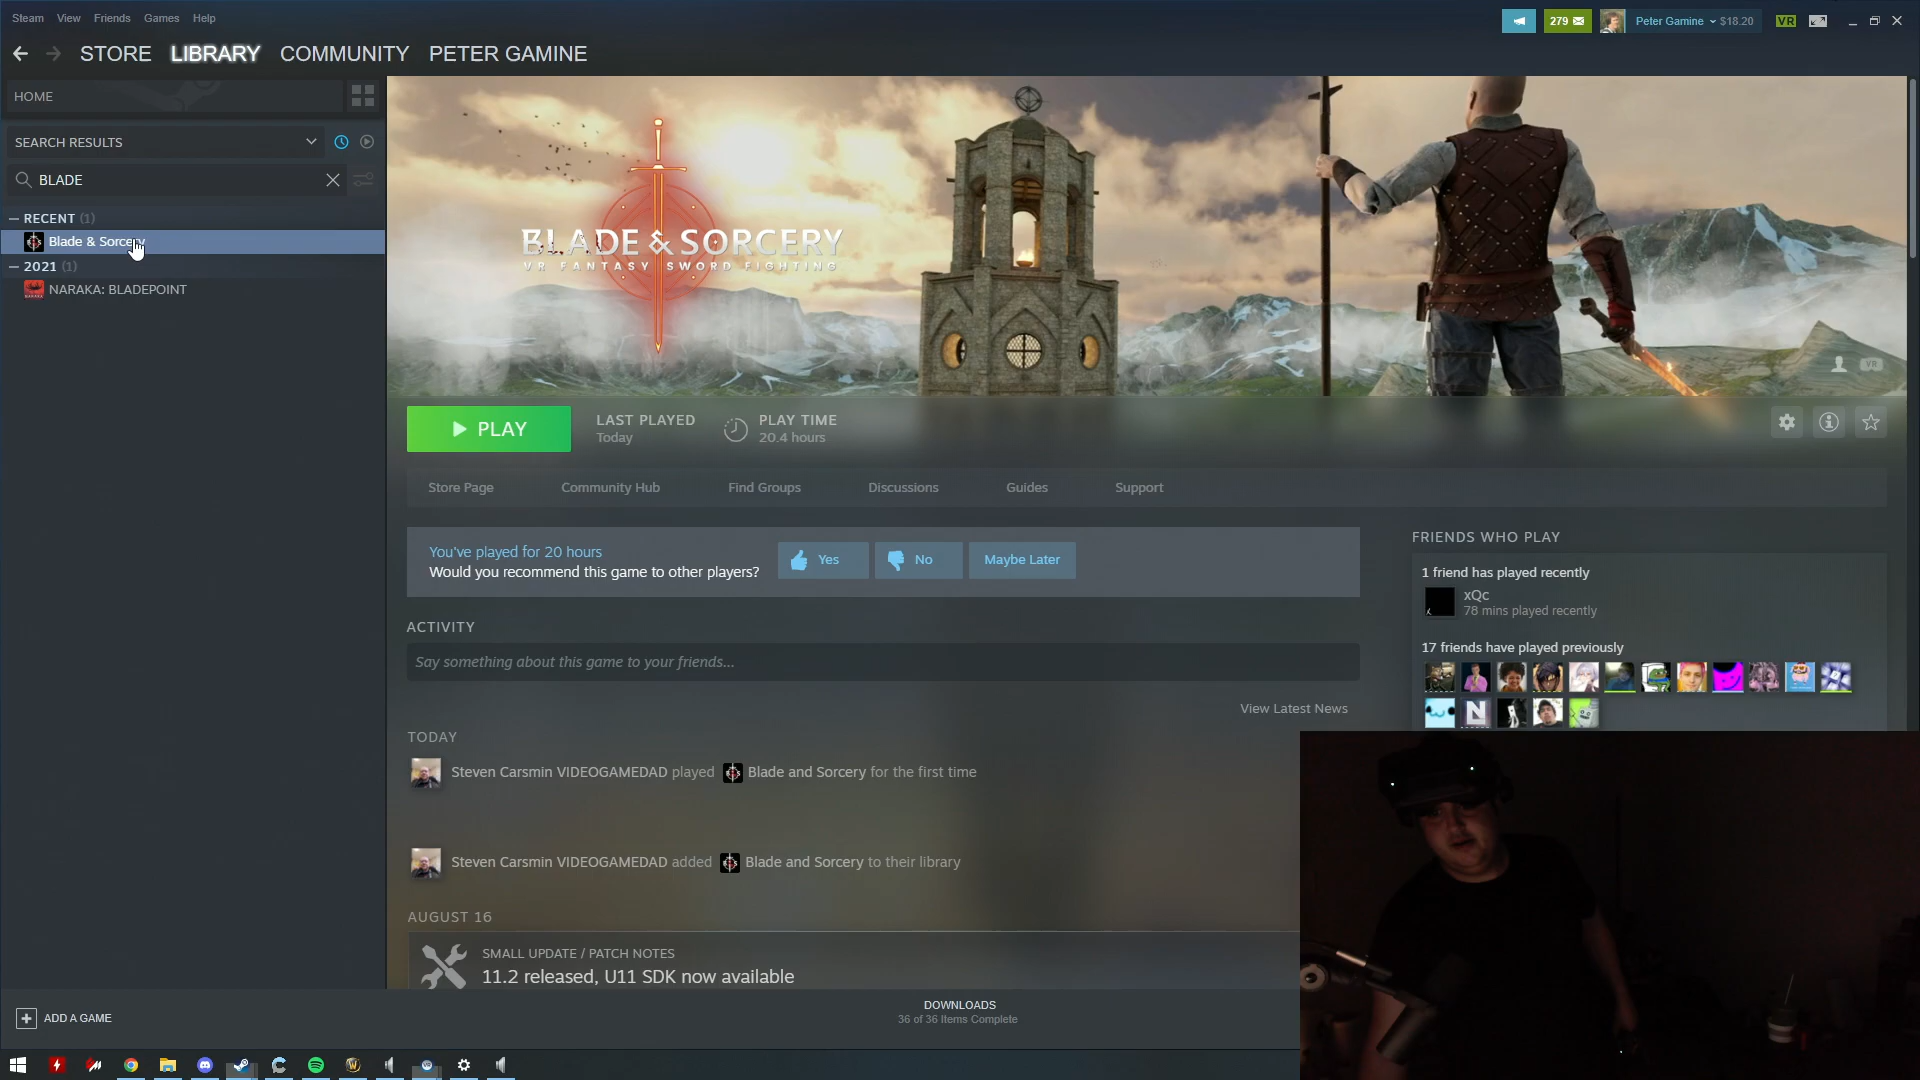 Steam View Friends Games Help
279
Peter Gamine $18.20
VR
STORE LIBRARY COMMUNITY PETER GAMINE
HOME
SEARCH RESULTS
BLADE
— RECENT (1)
Blade & Sorcery
— 2021 (1)
NARAKA: BLADEPOINT
BLADE & SORCERY
VR FANTASY SWORD FIGHTING
VR
PLAY
LAST PLAYED
Today
PLAY TIME
20.4 hours
Store Page Community Hub Find Groups Discussions Guides Support
You've played for 20 hours
Would you recommend this game to other players?
Yes No Maybe Later
FRIENDS WHO PLAY
1 friend has played recently
xQc
78 mins played recently
17 friends have played previously
N
ACTIVITY
Say something about this game to your friends...
View Latest News
TODAY
Steven Carsmin VIDEOGAMEDAD played Blade and Sorcery for the first time
Steven Carsmin VIDEOGAMEDAD added Blade and Sorcery to their library
AUGUST 16
SMALL UPDATE / PATCH NOTES
11.2 released, U11 SDK now available
ADD A GAME
DOWNLOADS
36 of 36 Items Complete